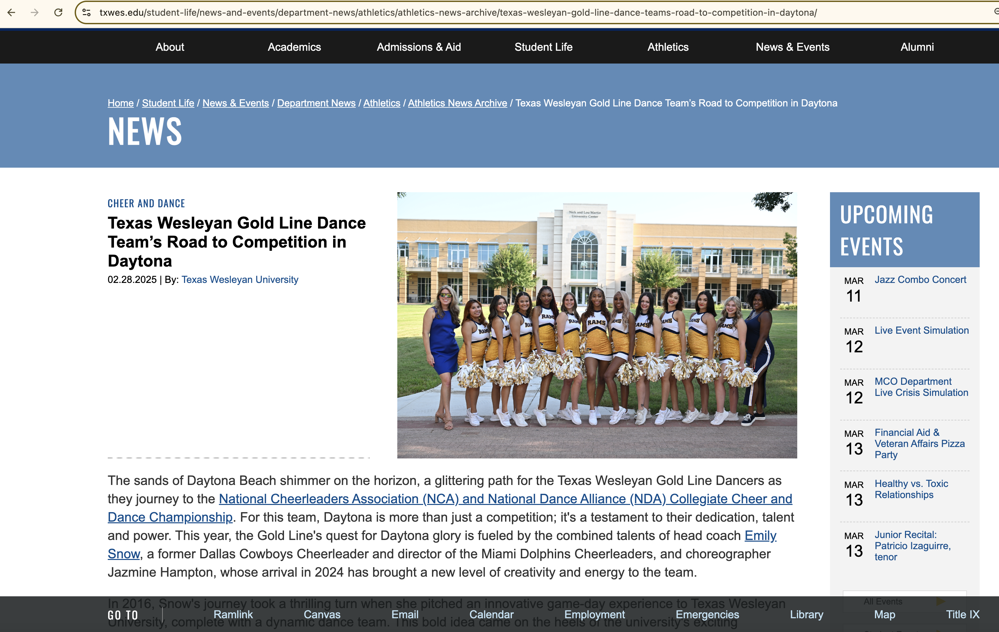 txwes.edu/student-life/news-and-events/department-news/athletics/athletics-news-archive/texas-wesleyan-gold-line-dance-teams-road-to-competition-in-daytona/
About
Academics
Admissions & Aid
Student Life
Athletics
News & Events
Alumni
Home / Student Life / News & Events / Department News / Athletics / Athletics News Archive / Texas Wesleyan Gold Line Dance Team’s Road to Competition in Daytona
NEWS
CHEER AND DANCE
Texas Wesleyan Gold Line Dance
Team’s Road to Competition in
Daytona
02.28.2025 | By: Texas Wesleyan University
Nick and Lou Martin
University Center
RAMS
RAMS
RAMS
RAMS
The sands of Daytona Beach shimmer on the horizon, a glittering path for the Texas Wesleyan Gold Line Dancers as
they journey to the National Cheerleaders Association (NCA) and National Dance Alliance (NDA) Collegiate Cheer and
Dance Championship. For this team, Daytona is more than just a competition; it's a testament to their dedication, talent
and power. This year, the Gold Line's quest for Daytona glory is fueled by the combined talents of head coach Emily
Snow, a former Dallas Cowboys Cheerleader and director of the Miami Dolphins Cheerleaders, and choreographer
Jazmine Hampton, whose arrival in 2024 has brought a new level of creativity and energy to the team.
In 2016, Snow's journey took a thrilling turn when she pitched an innovative game-day experience to Texas Wesleyan
University, complete with a dynamic dance team. This bold idea came on the heels of the university's exciting
UPCOMING
EVENTS
MAR
11
Jazz Combo Concert
MAR
12
Live Event Simulation
MAR
12
MCO Department
Live Crisis Simulation
MAR
13
Financial Aid &
Veteran Affairs Pizza
Party
MAR
13
Healthy vs. Toxic
Relationships
MAR
13
Junior Recital:
Patricio Izaguirre,
tenor
All Events
GO TO
Ramlink
Canvas
Email
Calendar
Employment
Emergencies
Library
Map
Title IX